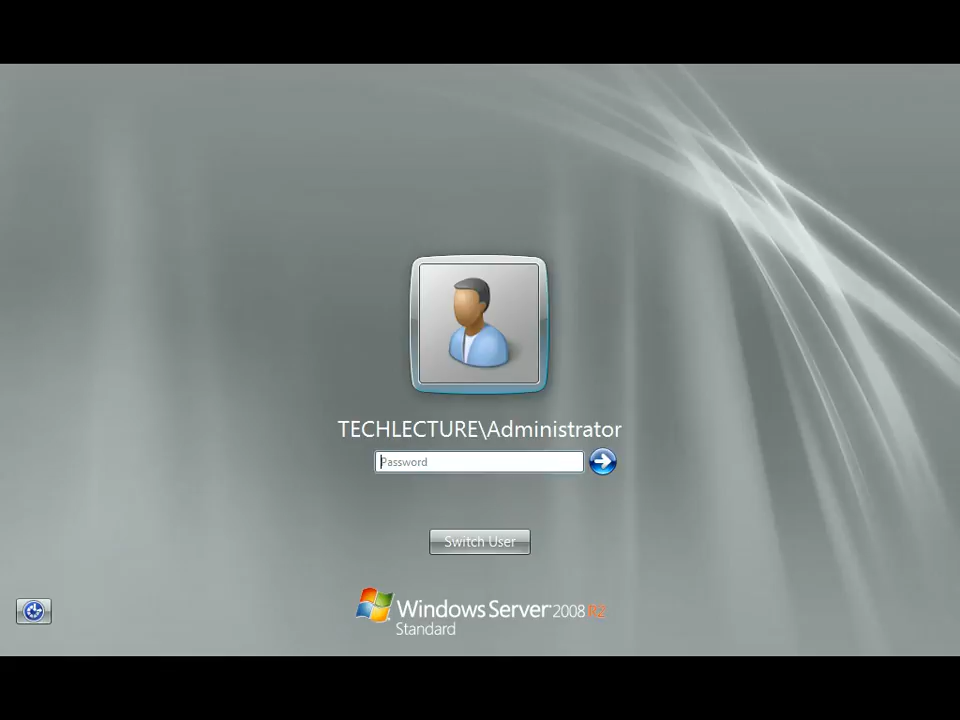 TECHLECTURE\Administrator
Password
Switch User
Windows Server 2008 R2
Standard